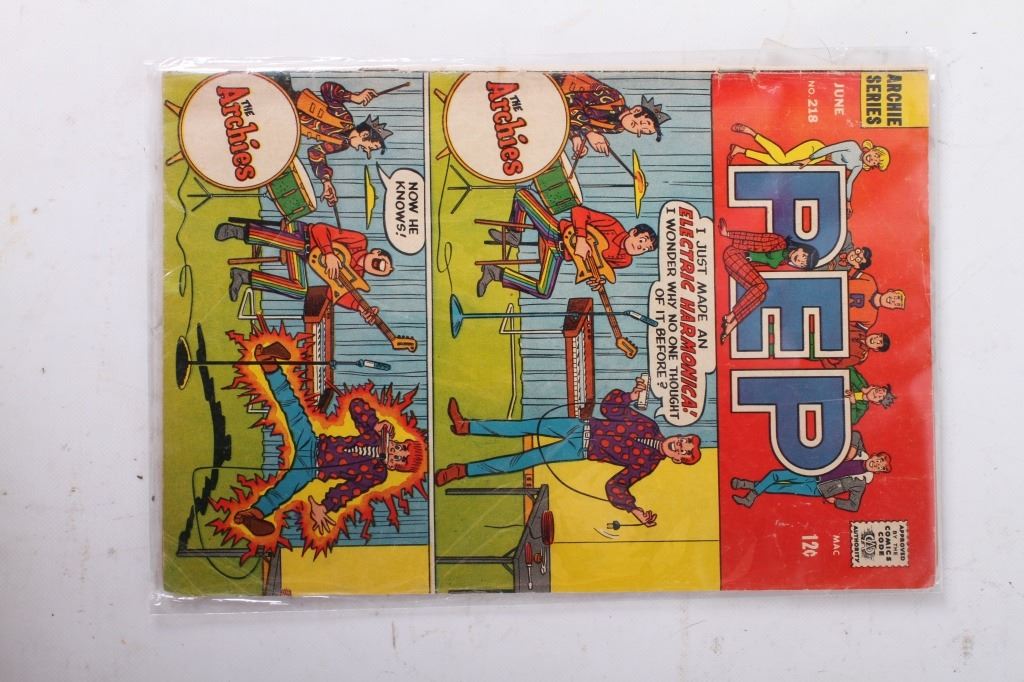 ARCHIE
SERIES
JUNE
NO. 218
PEP
R
MAC
12¢
APPROVED
BY THE
COMICS
CODE
AUTHORITY
I JUST MADE AN
ELECTRIC HARMONICA!
I WONDER WHY NO ONE THOUGHT
OF IT BEFORE?
THE
Archies
NOW HE
KNOWS!
THE
Archies